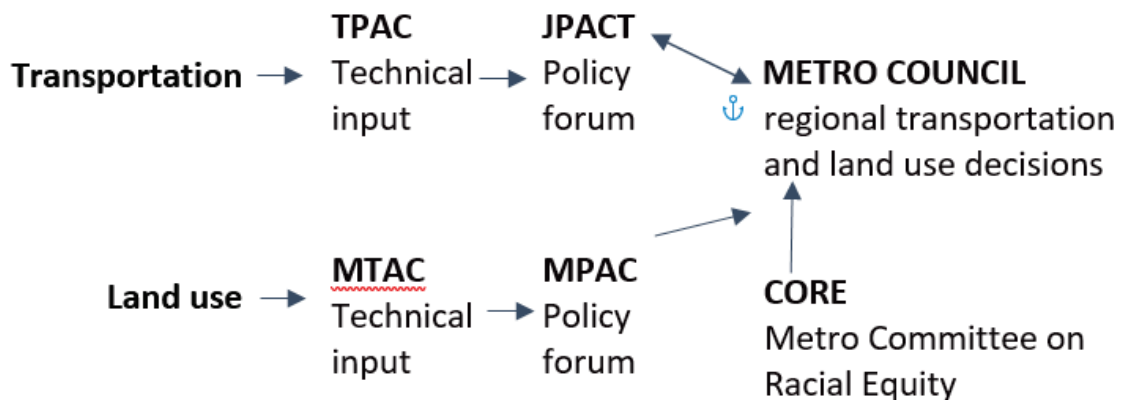 Transportation
TPAC
Technical
input
JPACT
Policy
forum
METRO COUNCIL
regional transportation
and land use decisions
Land use
MTAC
Technical
input
MPAC
Policy
forum
CORE
Metro Committee on
Racial Equity